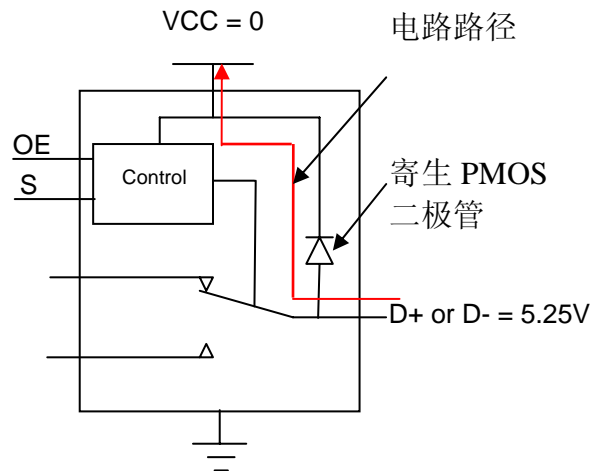 VCC = 0
电路路径
OE
S
Control
寄生 PMOS
二极管
D+ or D- = 5.25V